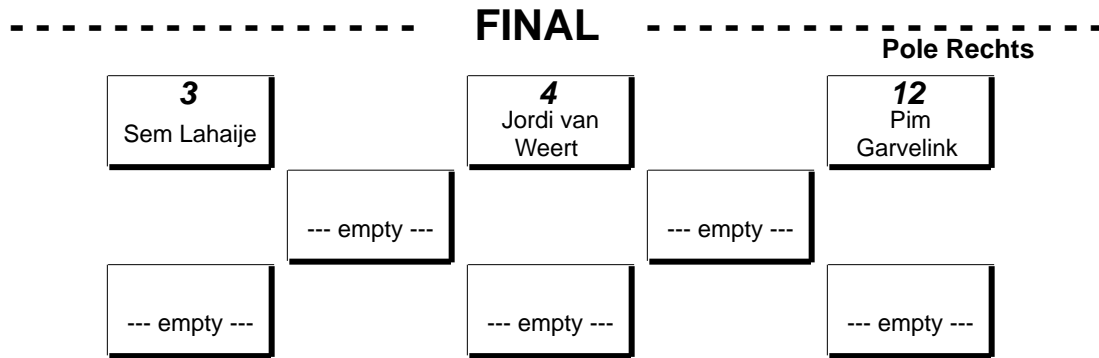 - - - - - - - - - - - - - - - - - - FINAL - - - - - - - - - - - - - - - - - - - -
Pole Rechts
3 4 12
Sem Lahaije
Jordi van
Weert
Pim
Garvelink
--- empty --- --- empty ---
--- empty --- --- empty --- --- empty ---